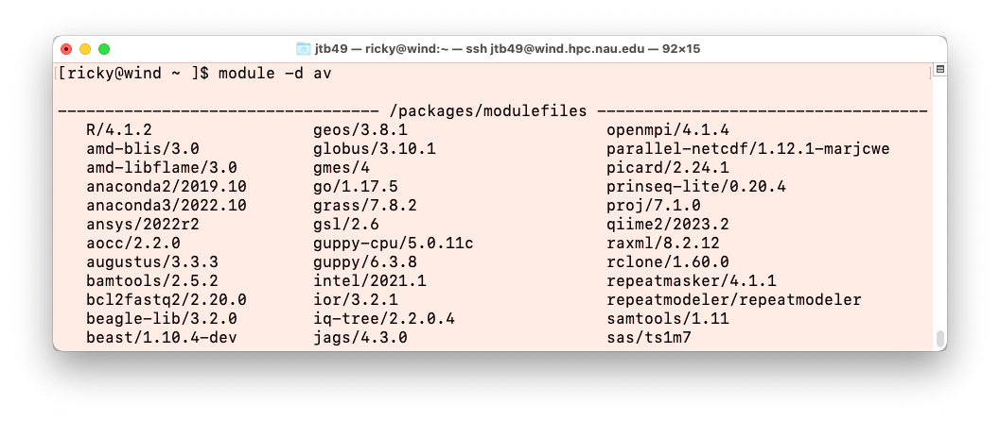 jtb49 — ricky@wind:~ — ssh jtb49@wind.hpc.nau.edu — 92×15
[ricky@wind ~ ]$ module -d av
---------------------------------- /packages/modulefiles -----------------------------------
R/4.1.2 geos/3.8.1 openmpi/4.1.4
amd-blis/3.0 globus/3.10.1 parallel-netcdf/1.12.1-marjcwe
amd-libflame/3.0 gmes/4 picard/2.24.1
anaconda2/2019.10 go/1.17.5 prinseq-lite/0.20.4
anaconda3/2022.10 grass/7.8.2 proj/7.1.0
ansys/2022r2 gsl/2.6 qiime2/2023.2
aocc/2.2.0 guppy-cpu/5.0.11c raxml/8.2.12
augustus/3.3.3 guppy/6.3.8 rclone/1.60.0
bamtools/2.5.2 intel/2021.1 repeatmasker/4.1.1
bcl2fastq2/2.20.0 ior/3.2.1 repeatmodeler/repeatmodeler
beagle-lib/3.2.0 iq-tree/2.2.0.4 samtools/1.11
beast/1.10.4-dev jags/4.3.0 sas/ts1m7